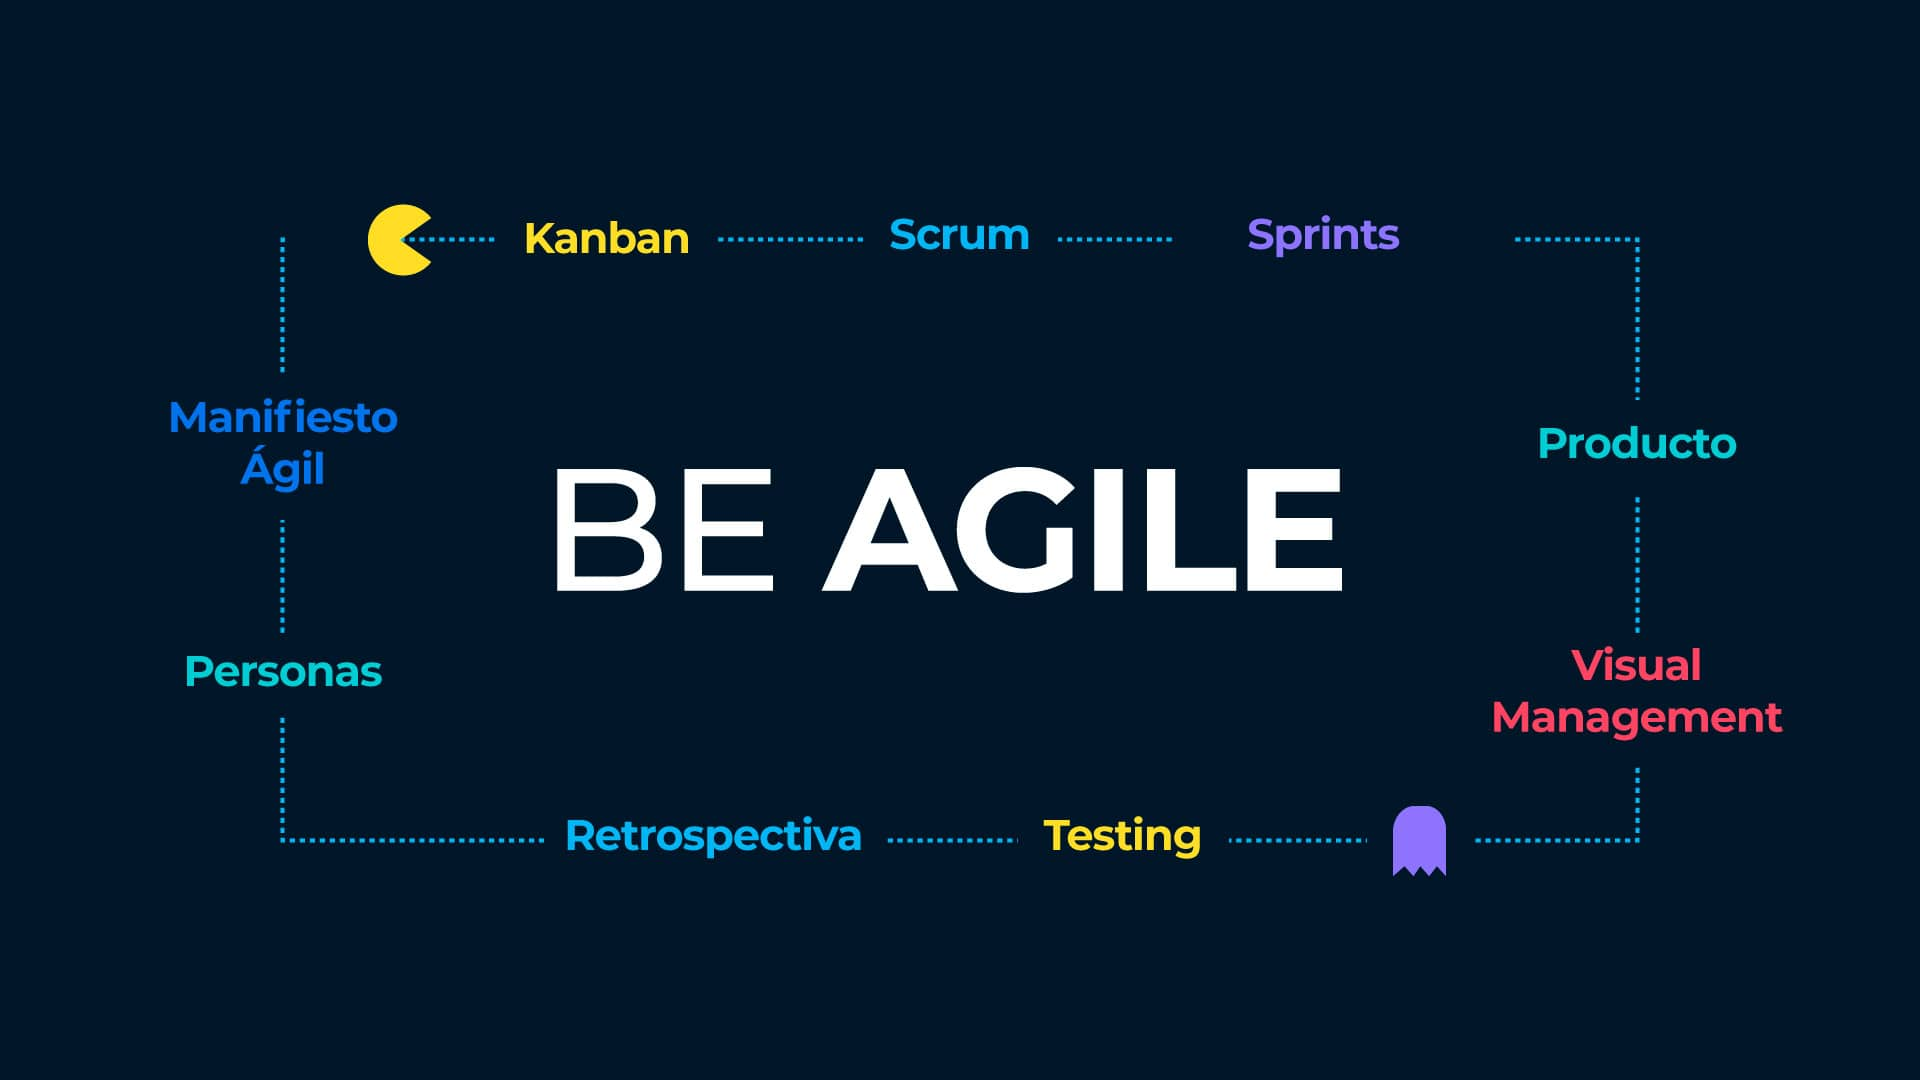 Kanban
Scrum
Sprints
Manifiesto
Ágil
Producto
BE AGILE
Personas
Visual
Management
Retrospectiva
Testing